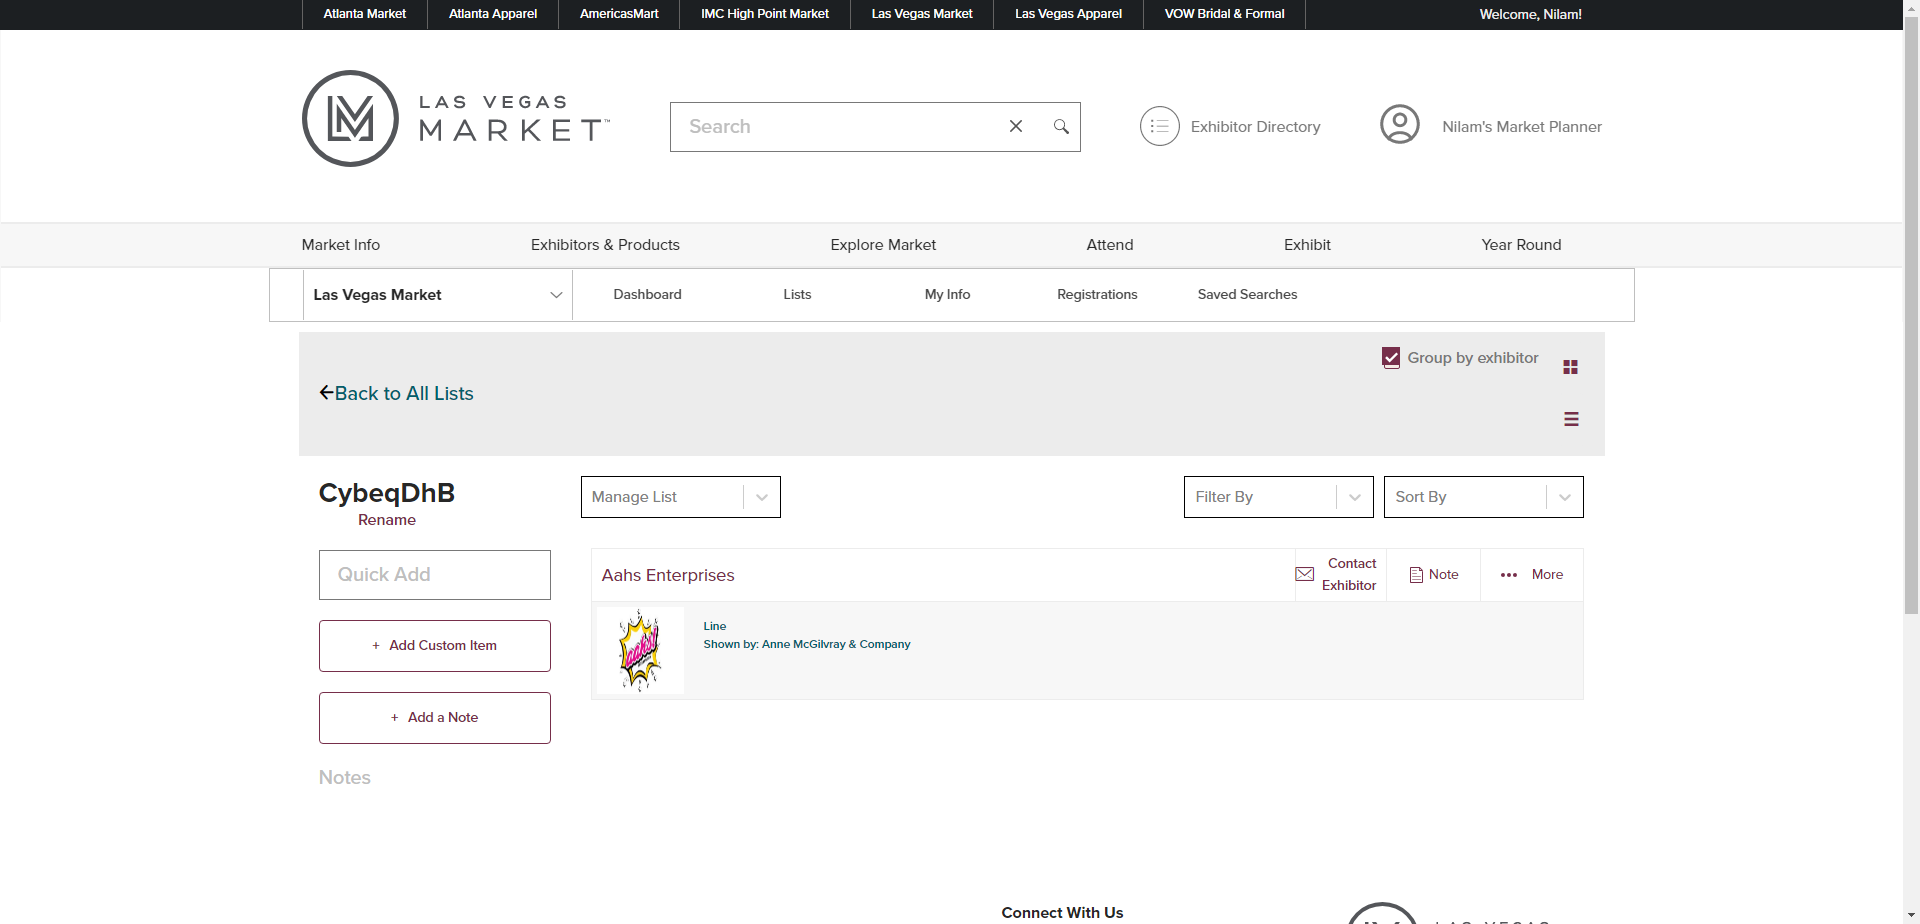 Atlanta Market Atlanta Apparel AmericasMart IMC High Point Market Las Vegas Market Las Vegas Apparel VOW Bridal & Formal Welcome, Nilam!
LAS VEGAS
MARKET™
Search
Exhibitor Directory
Nilam's Market Planner
Market Info Exhibitors & Products Explore Market Attend Exhibit Year Round
Las Vegas Market Dashboard Lists My Info Registrations Saved Searches
Group by exhibitor
Back to All Lists
CybeqDhB
Rename
Manage List
Filter By
Sort By
Quick Add
+ Add Custom Item
+ Add a Note
Notes
Aahs Enterprises
Contact
Exhibitor
Note
More
aahs!
Line
Shown by: Anne McGilvray & Company
Connect With Us